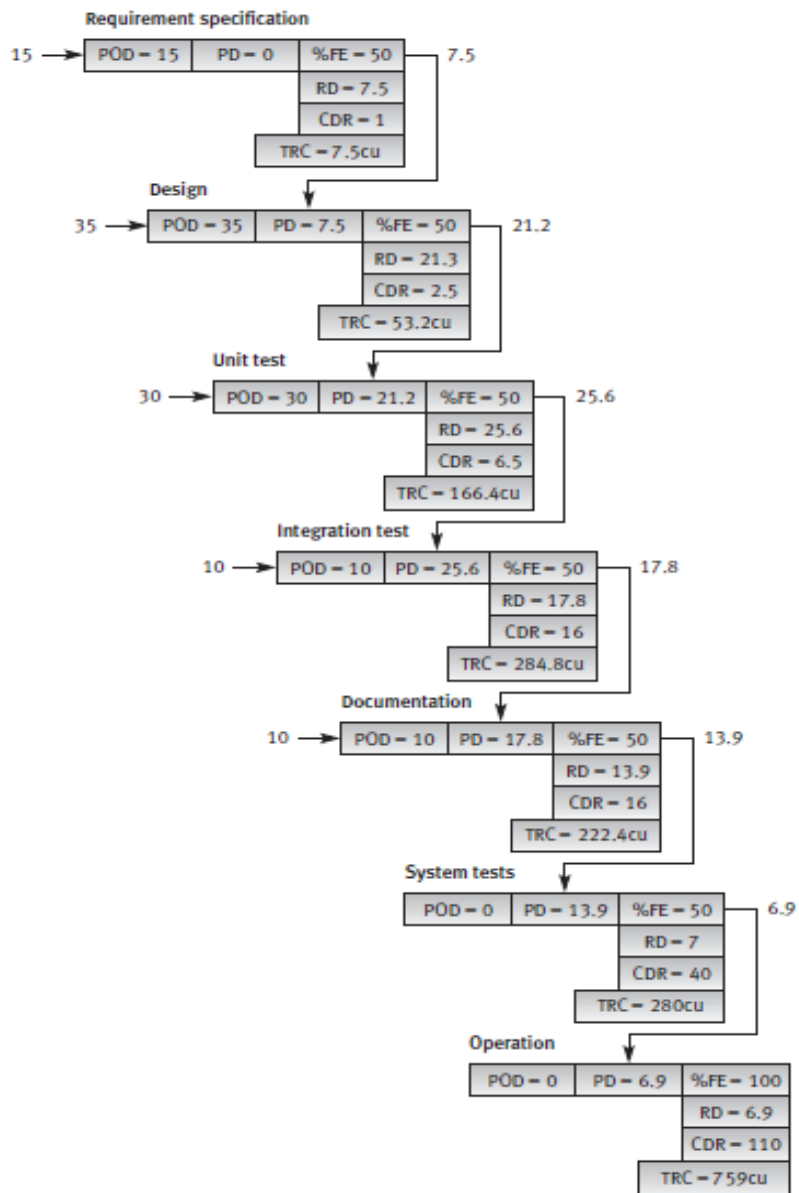 Requirement specification
15 POD = 15 PD = 0 %FE = 50 7.5
RD = 7.5
CDR = 1
TRC = 7.5cu
Design
35 POD = 35 PD = 7.5 %FE = 50 21.2
RD = 21.3
CDR = 2.5
TRC = 53.2cu
Unit test
30 POD = 30 PD = 21.2 %FE = 50 25.6
RD = 25.6
CDR = 6.5
TRC = 166.4cu
Integration test
10 POD = 10 PD = 25.6 %FE = 50 17.8
RD = 17.8
CDR = 16
TRC = 284.8cu
Documentation
10 POD = 10 PD = 17.8 %FE = 50 13.9
RD = 13.9
CDR = 16
TRC = 222.4cu
System tests
POD = 0 PD = 13.9 %FE = 50 6.9
RD = 7
CDR = 40
TRC = 280cu
Operation
POD = 0 PD = 6.9 %FE = 100
RD = 6.9
CDR = 110
TRC = 759cu